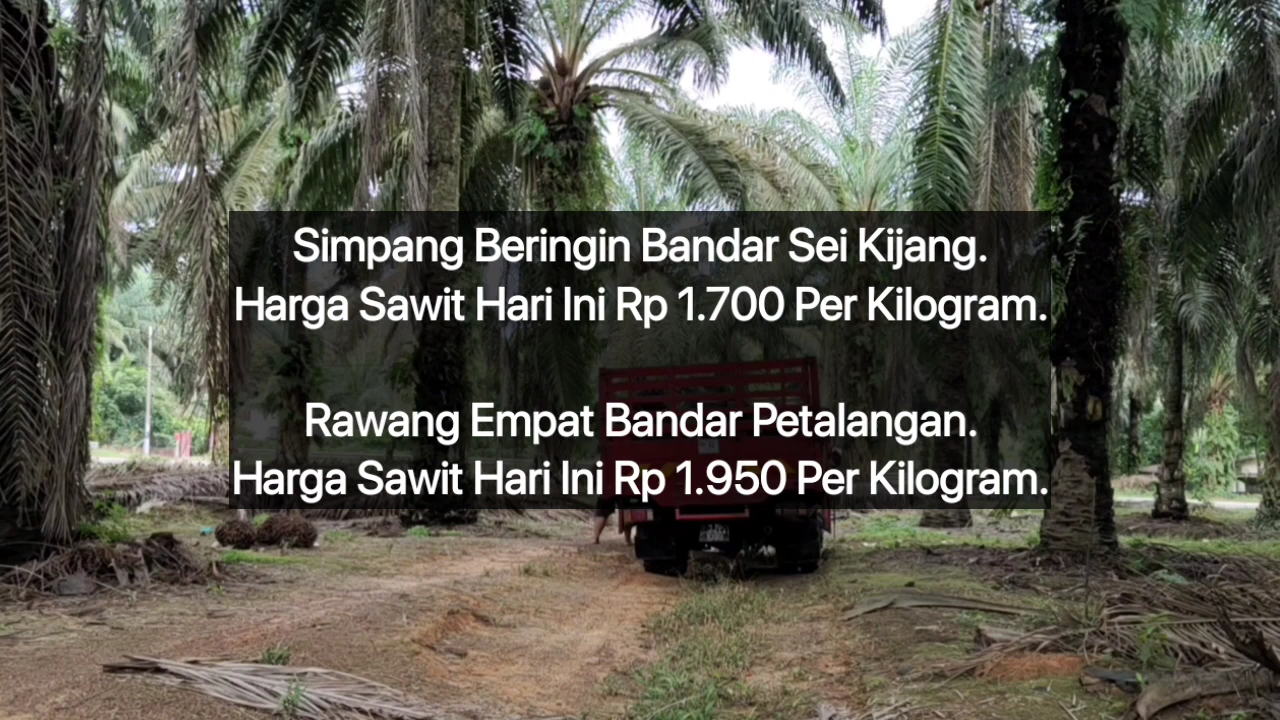 Simpang Beringin Bandar Sei Kijang.
Harga Sawit Hari Ini Rp 1.700 Per Kilogram.
Rawang Empat Bandar Petalangan.
Harga Sawit Hari Ini Rp 1.950 Per Kilogram.